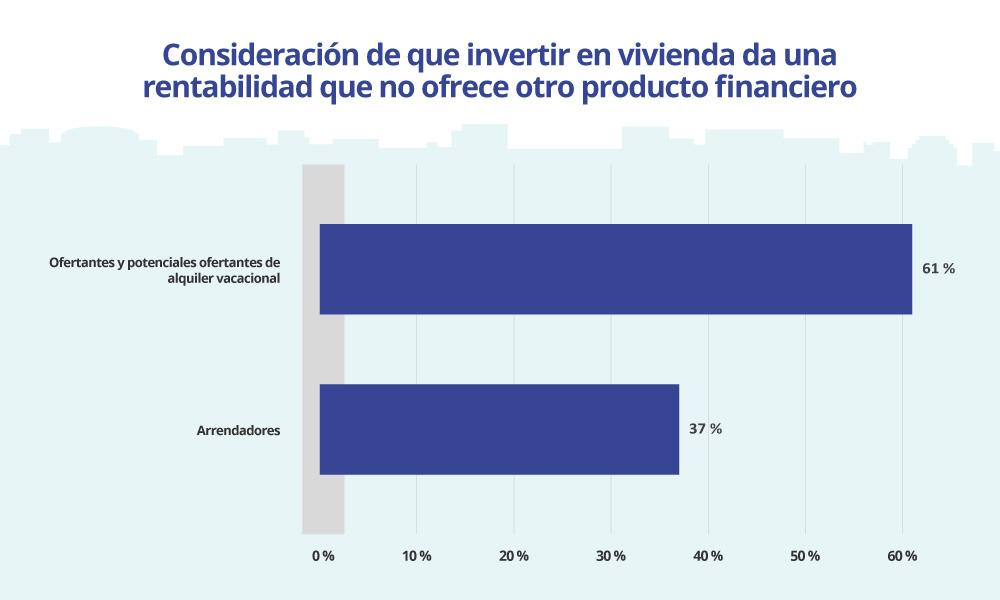 Consideración de que invertir en vivienda da una
rentabilidad que no ofrece otro producto financiero
Ofertantes y potenciales ofertantes de
alquiler vacacional
61 %
Arrendadores
37 %
0 %
10 %
20 %
30 %
40 %
50 %
60 %